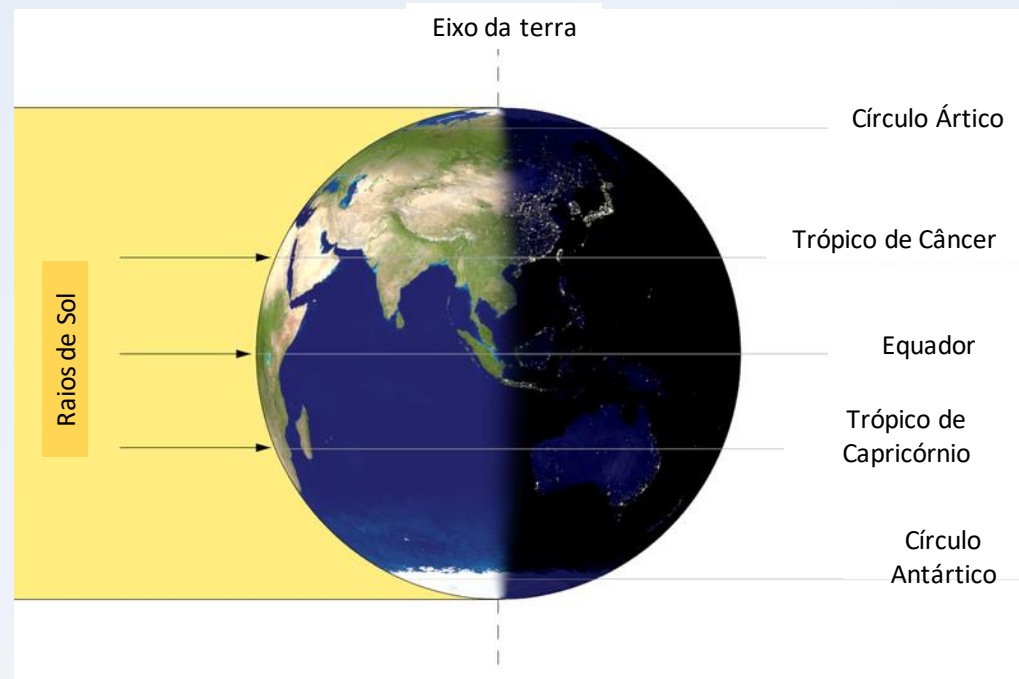 Eixo da terra
Círculo Ártico
Trópico de Câncer
Raios de Sol
Equador
Trópico de
Capricórnio
Círculo
Antártico